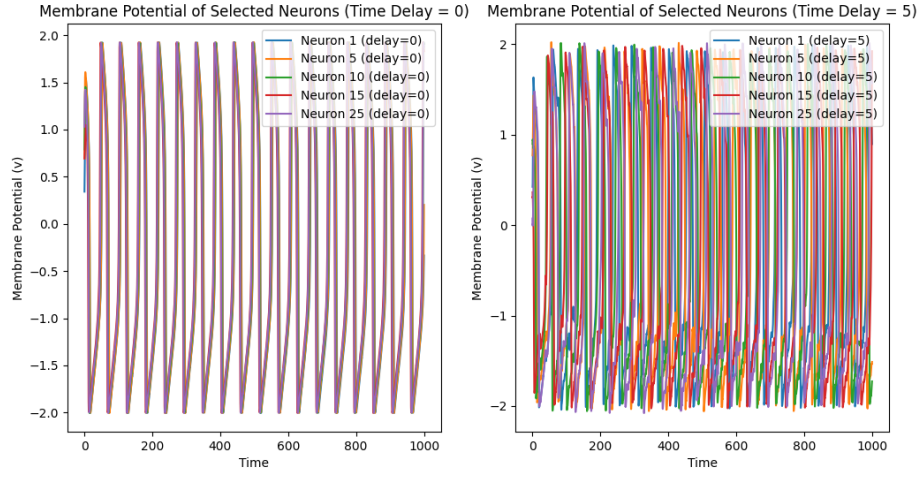 Membrane Potential of Selected Neurons (Time Delay = 0)
2.0
1.5
1.0
0.5
0.0
−0.5
−1.0
−1.5
−2.0
Membrane Potential (v)
Neuron 1 (delay=0)
Neuron 5 (delay=0)
Neuron 10 (delay=0)
Neuron 15 (delay=0)
Neuron 25 (delay=0)
0 200 400 600 800 1000
Time
Membrane Potential of Selected Neurons (Time Delay = 5)
2
1
0
−1
−2
Membrane Potential (v)
Neuron 1 (delay=5)
Neuron 5 (delay=5)
Neuron 10 (delay=5)
Neuron 15 (delay=5)
Neuron 25 (delay=5)
0 200 400 600 800 1000
Time